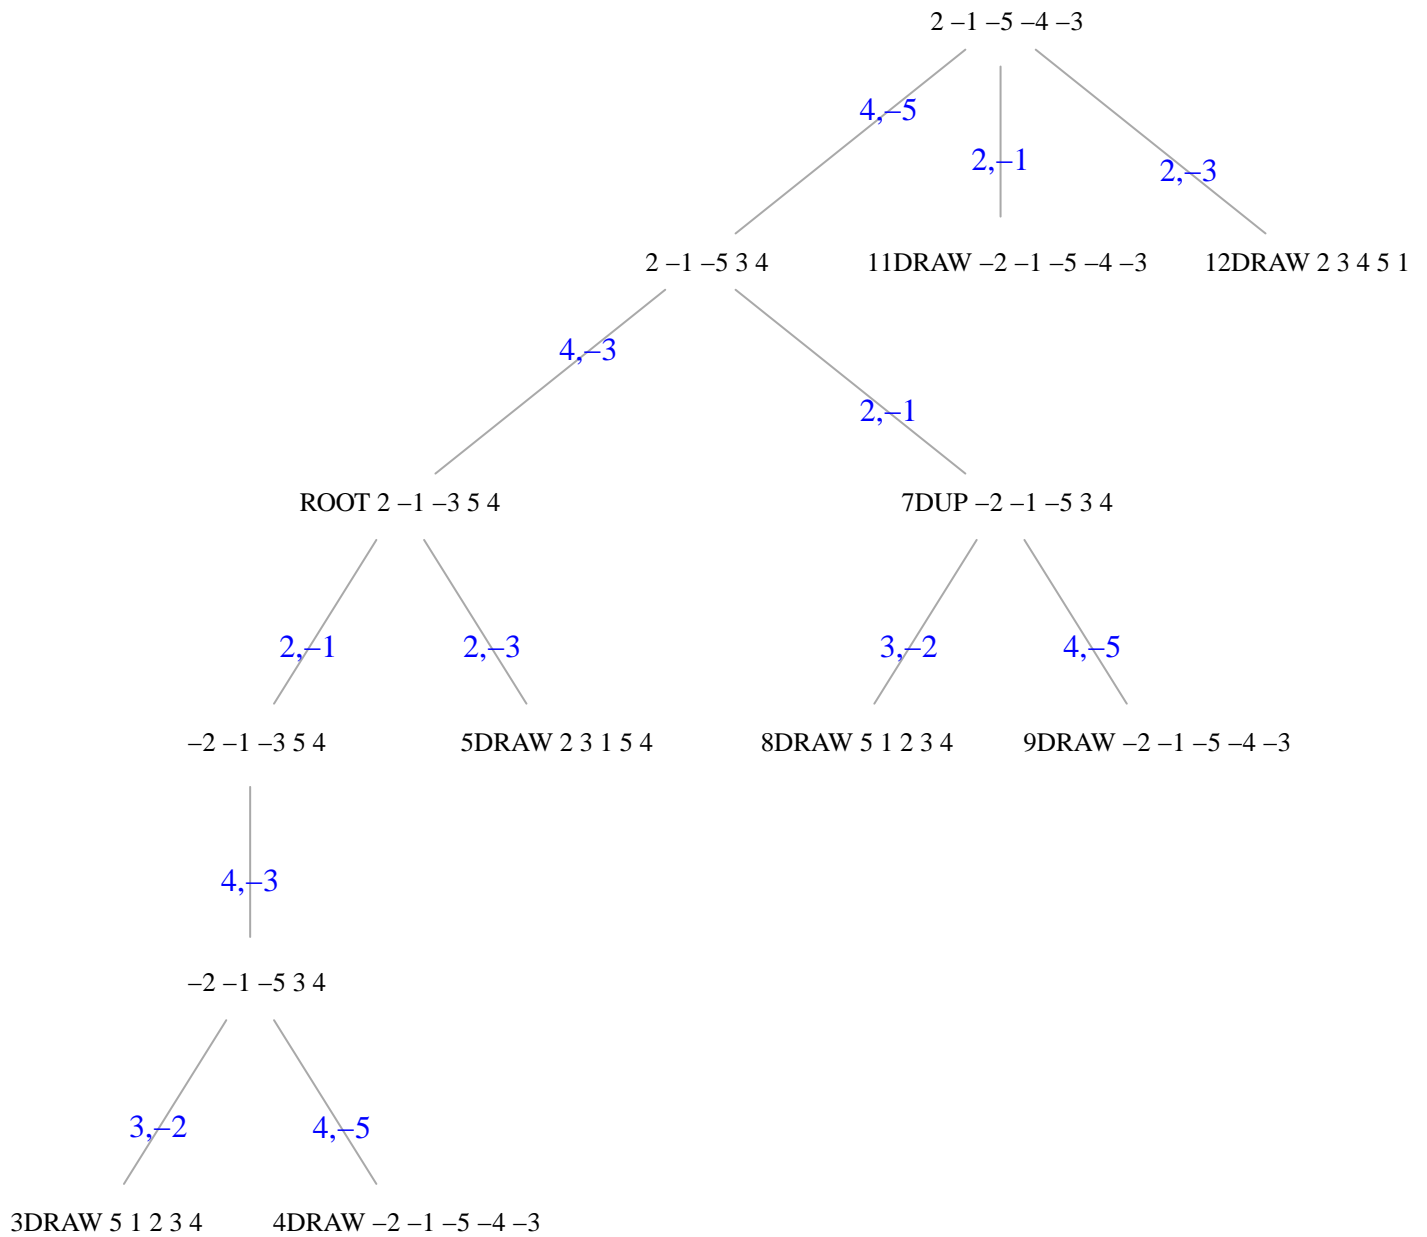 2 –1 –5 –4 –3
4,–5
2,–1
2,–3
2 –1 –5 3 4
11DRAW –2 –1 –5 –4 –3
12DRAW 2 3 4 5 1
4,–3
2,–1
ROOT 2 –1 –3 5 4
7DUP –2 –1 –5 3 4
2,–1
2,–3
3,–2
4,–5
–2 –1 –3 5 4
5DRAW 2 3 1 5 4
8DRAW 5 1 2 3 4
9DRAW –2 –1 –5 –4 –3
4,–3
–2 –1 –5 3 4
3,–2
4,–5
3DRAW 5 1 2 3 4
4DRAW –2 –1 –5 –4 –3